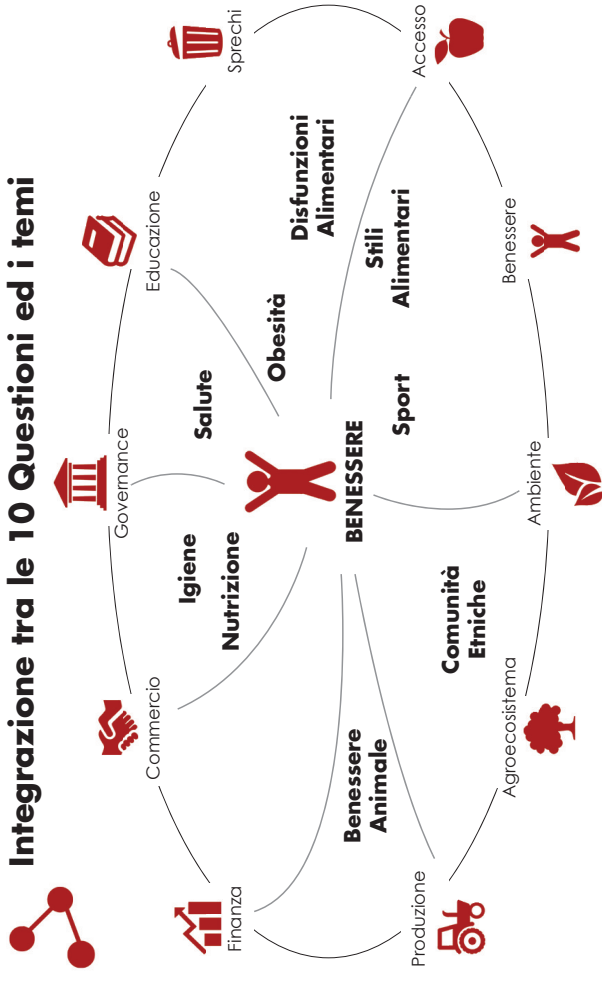 Integrazione tra le 10 Questioni ed i temi
Governance
Educazione
Sprechi
Accesso
Benessere
Ambiente
Agroecosistema
Produzione
Finanza
Commercio
Igiene
Nutrizione
Salute
Obesità
Disfunzioni
Alimentari
Stili
Alimentari
Sport
BENESSERE
Comunità
Etniche
Benessere
Animale